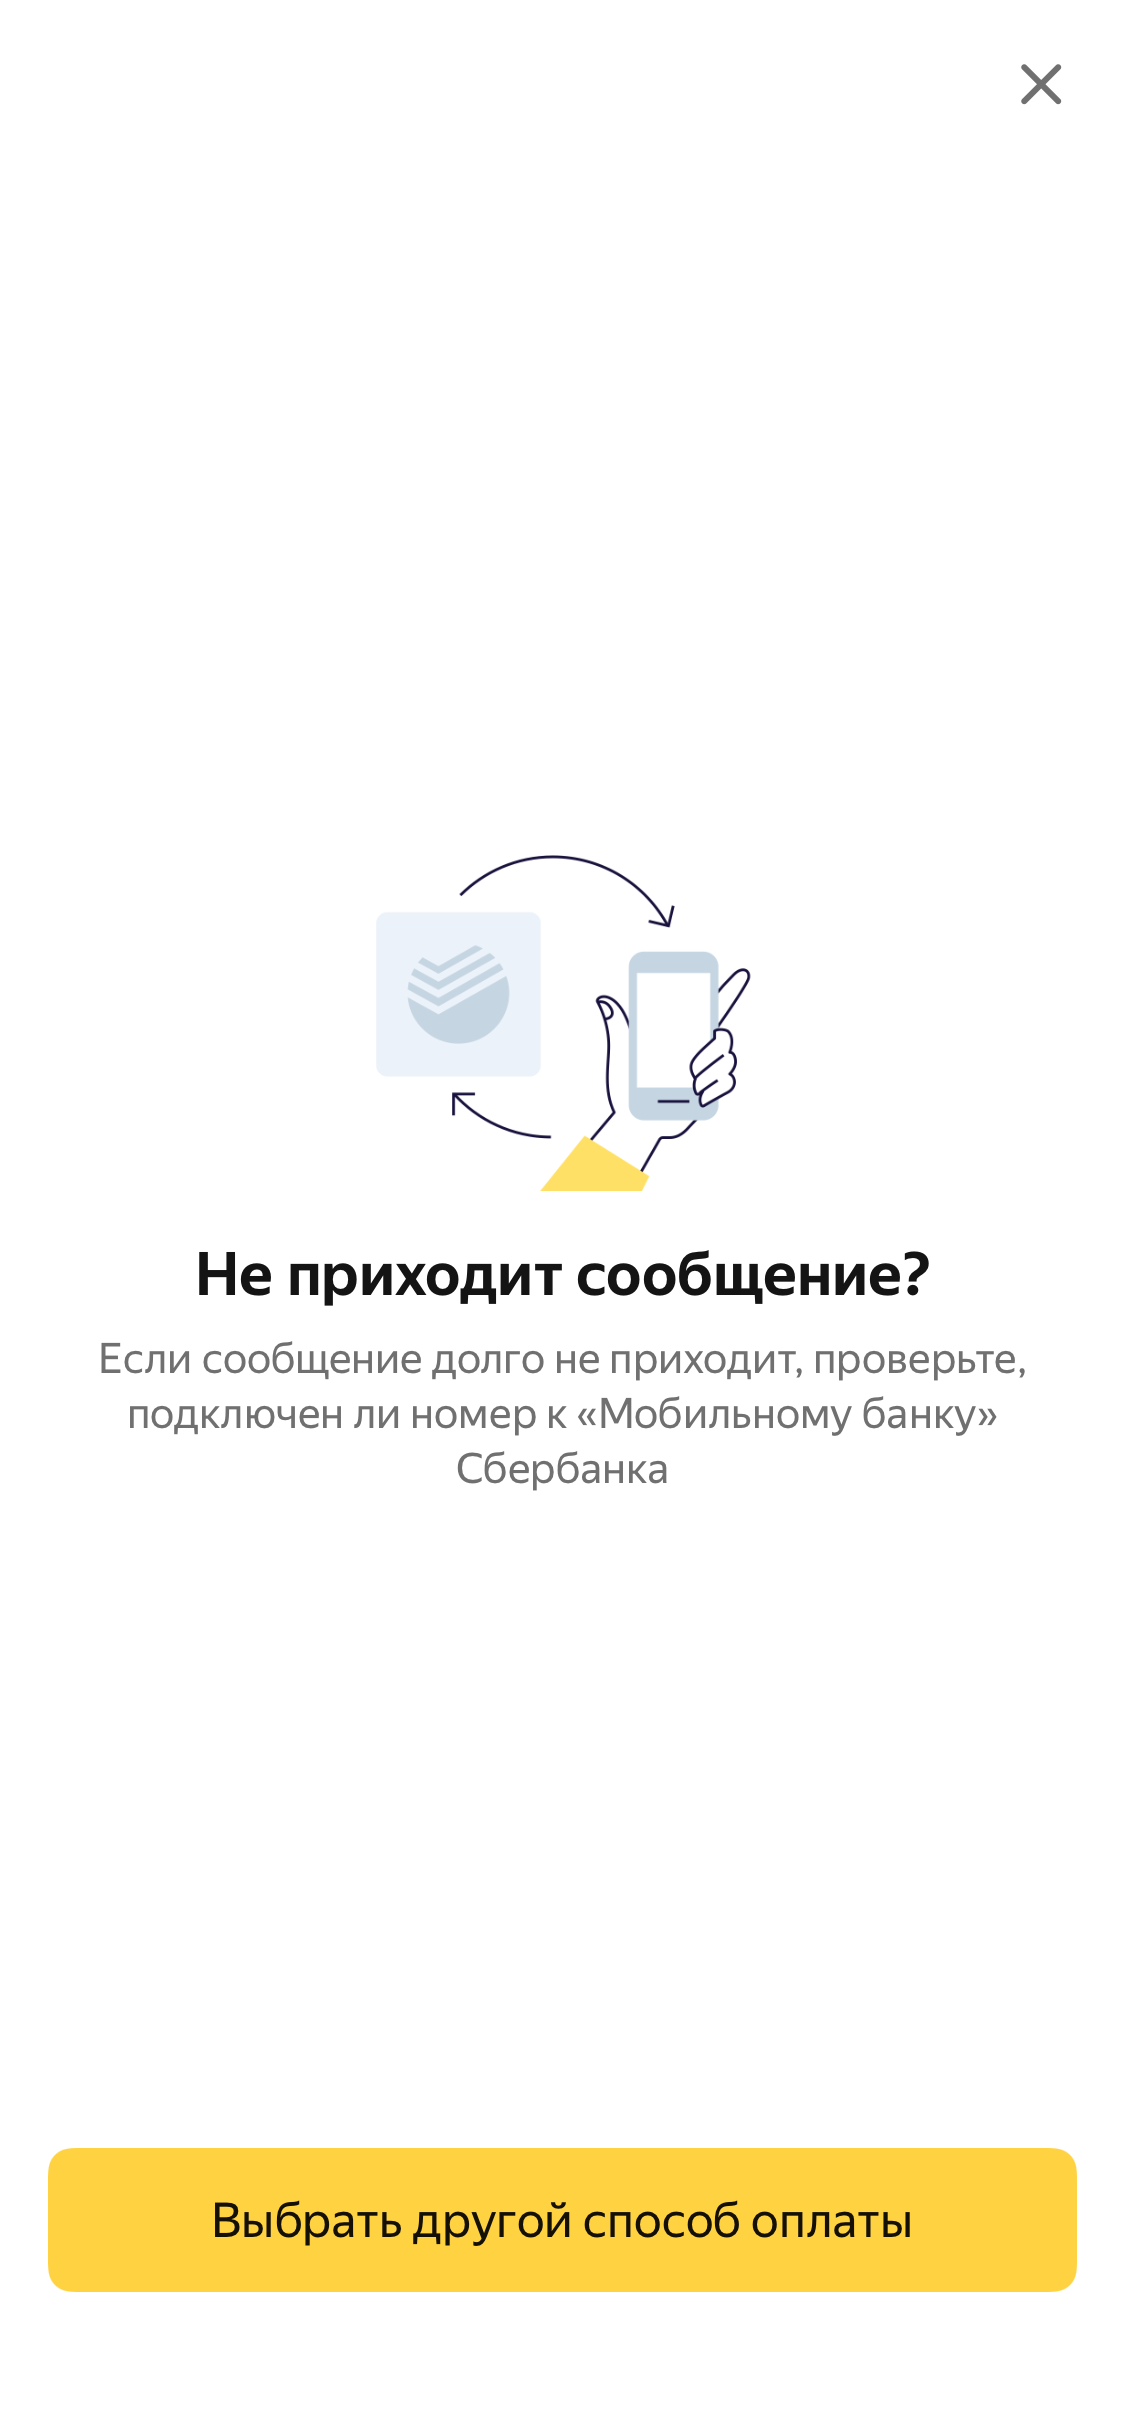 Не приходит сообщение?
Если сообщение долго не приходит, проверьте,
подключен ли номер к «Мобильному банку»
Сбербанка
Выбрать другой способ оплаты